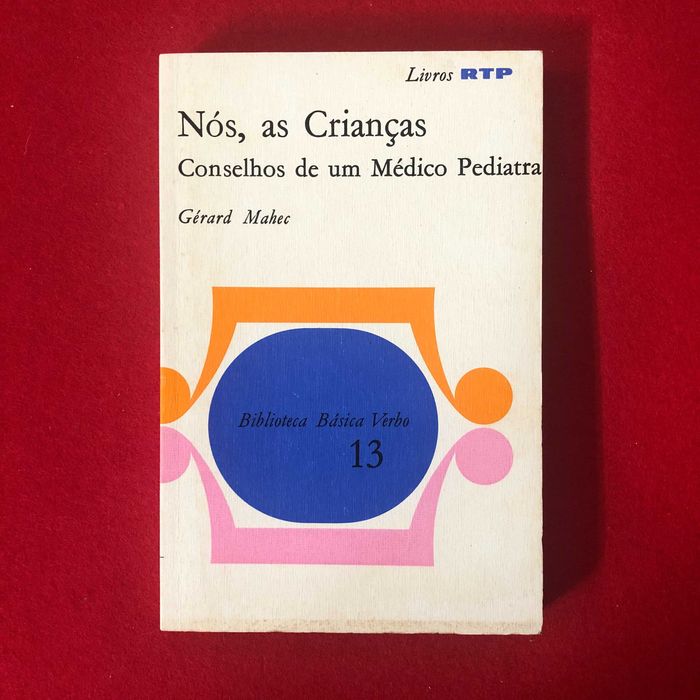 Livros RTP
Nós, as Crianças
Conselhos de um Médico Pediatra
Gérard Mahec
Biblioteca Básica Verbo
13